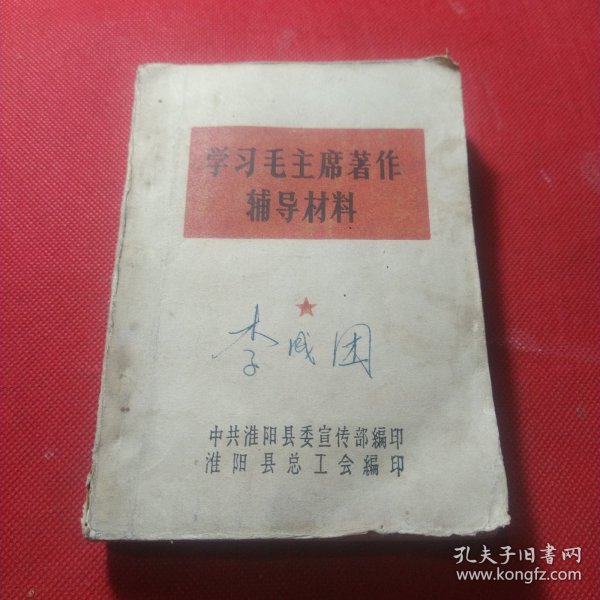 学习毛主席著作
辅导材料
李成团
中共淮阳县委宣传部编印
淮阳县总工会编印
孔夫子旧书网
www.kongfz.com